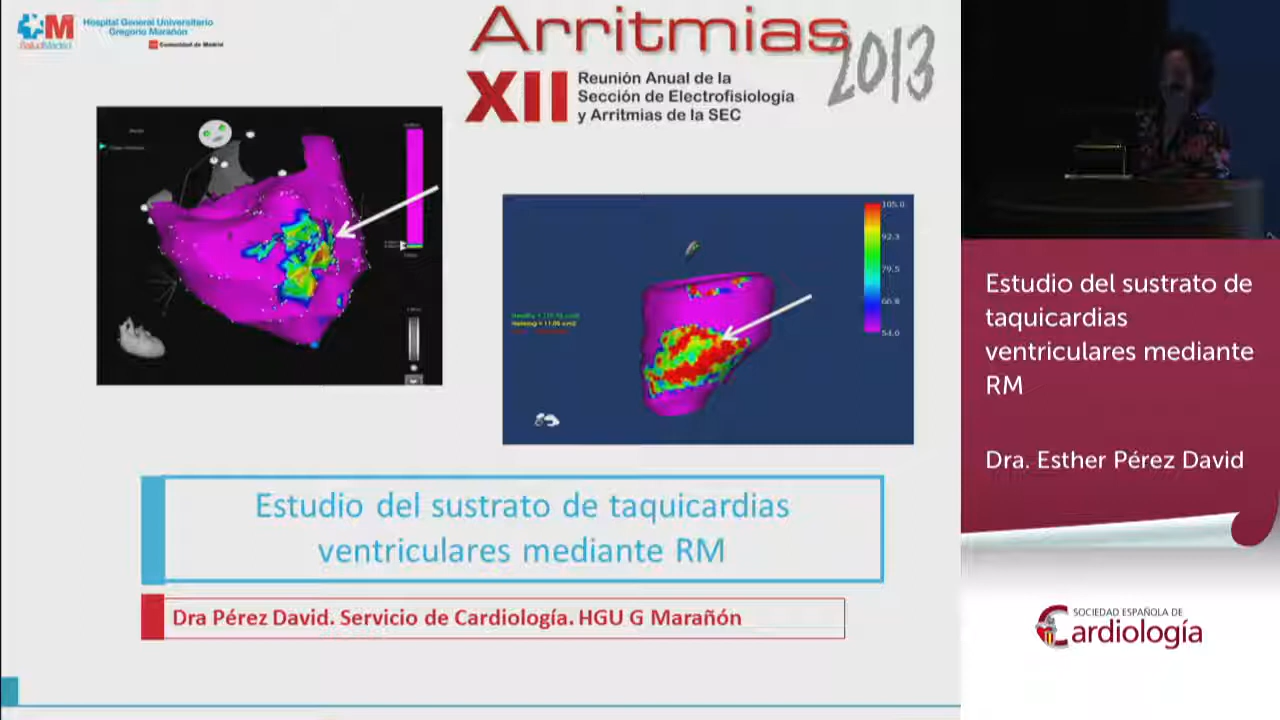 SaludMadrid
Hospital General Universitario
Gregorio Marañón
Comunidad de Madrid
Arritmias
2013
XII
Reunión Anual de la
Sección de Electrofisiología
y Arritmias de la SEC
105.0
92.3
79.5
66.8
54.0
Estudio del sustrato de taquicardias
ventriculares mediante RM
Dra Pérez David. Servicio de Cardiología. HGU G Marañón
Estudio del sustrato de
taquicardias
ventriculares mediante
RM
Dra. Esther Pérez David
SOCIEDAD ESPAÑOLA DE
Cardiología